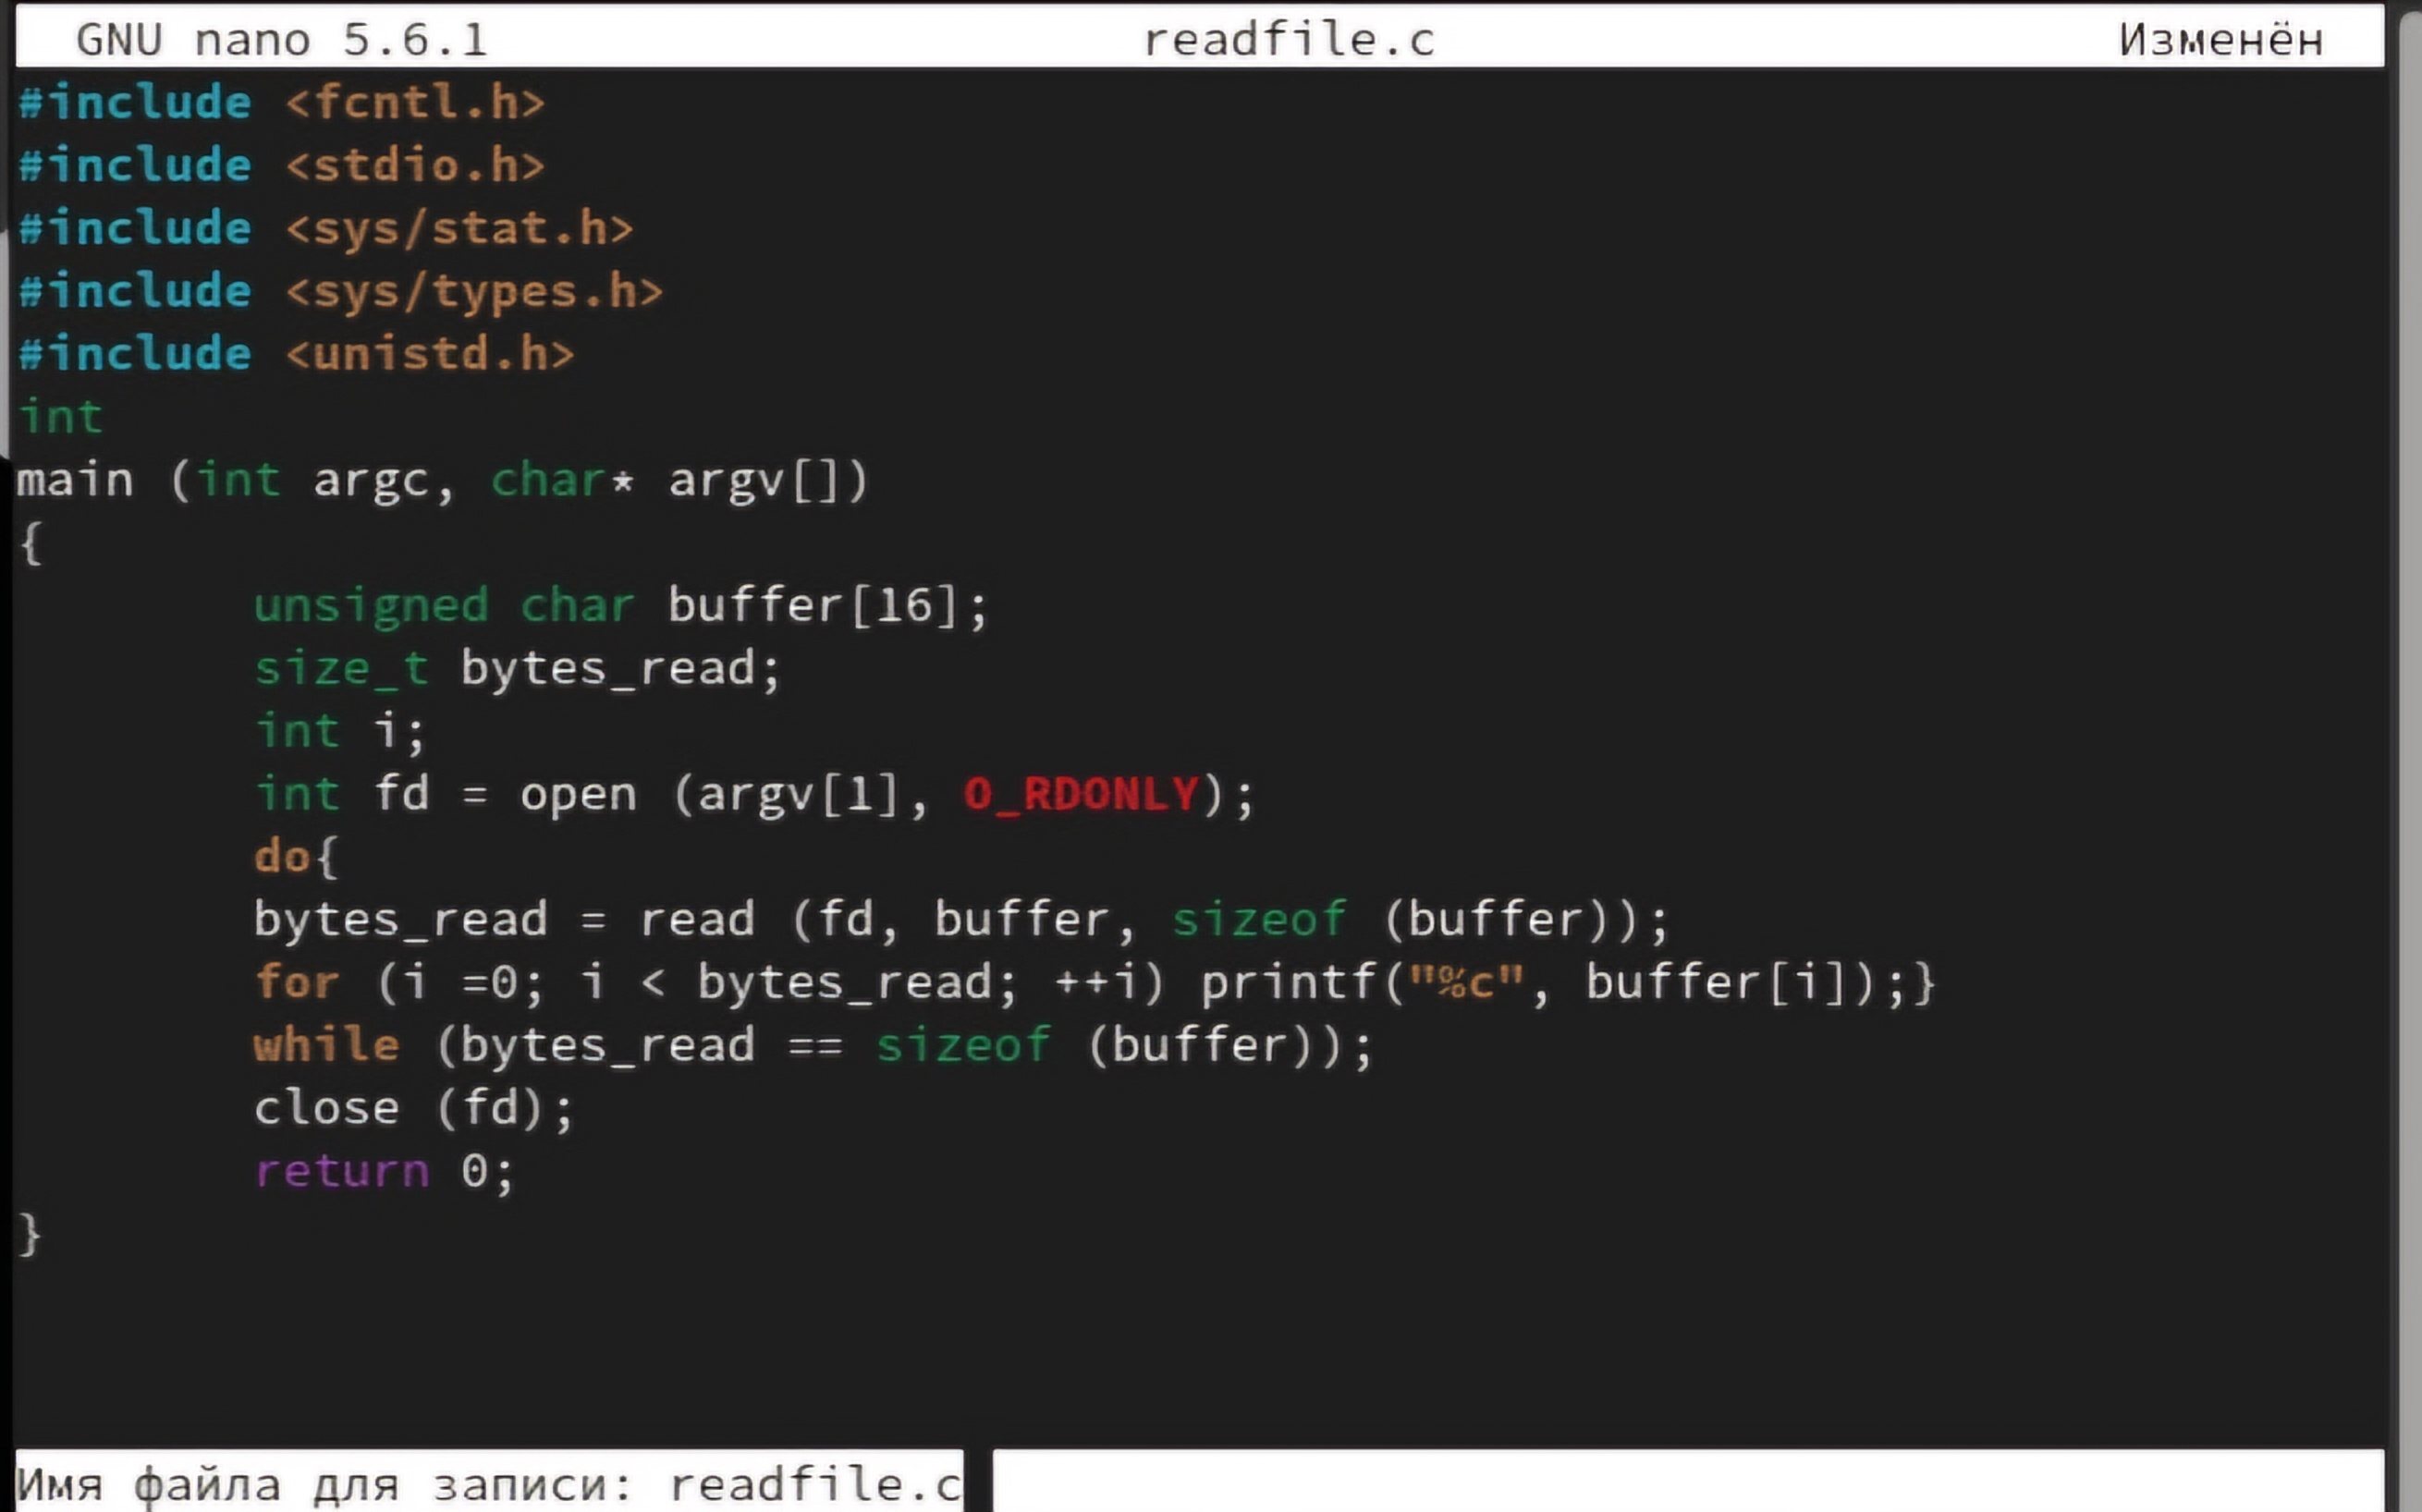 GNU nano 5.6.1 readfile.c Изменён
#include <fcntl.h>
#include <stdio.h>
#include <sys/stat.h>
#include <sys/types.h>
#include <unistd.h>
int
main (int argc, char* argv[])
{
        unsigned char buffer[16];
        size_t bytes_read;
        int i;
        int fd = open (argv[1], O_RDONLY);
        do{
        bytes_read = read (fd, buffer, sizeof (buffer));
        for (i =0; i < bytes_read; ++i) printf("%c", buffer[i]);}
        while (bytes_read == sizeof (buffer));
        close (fd);
        return 0;
}
Имя файла для записи: readfile.c